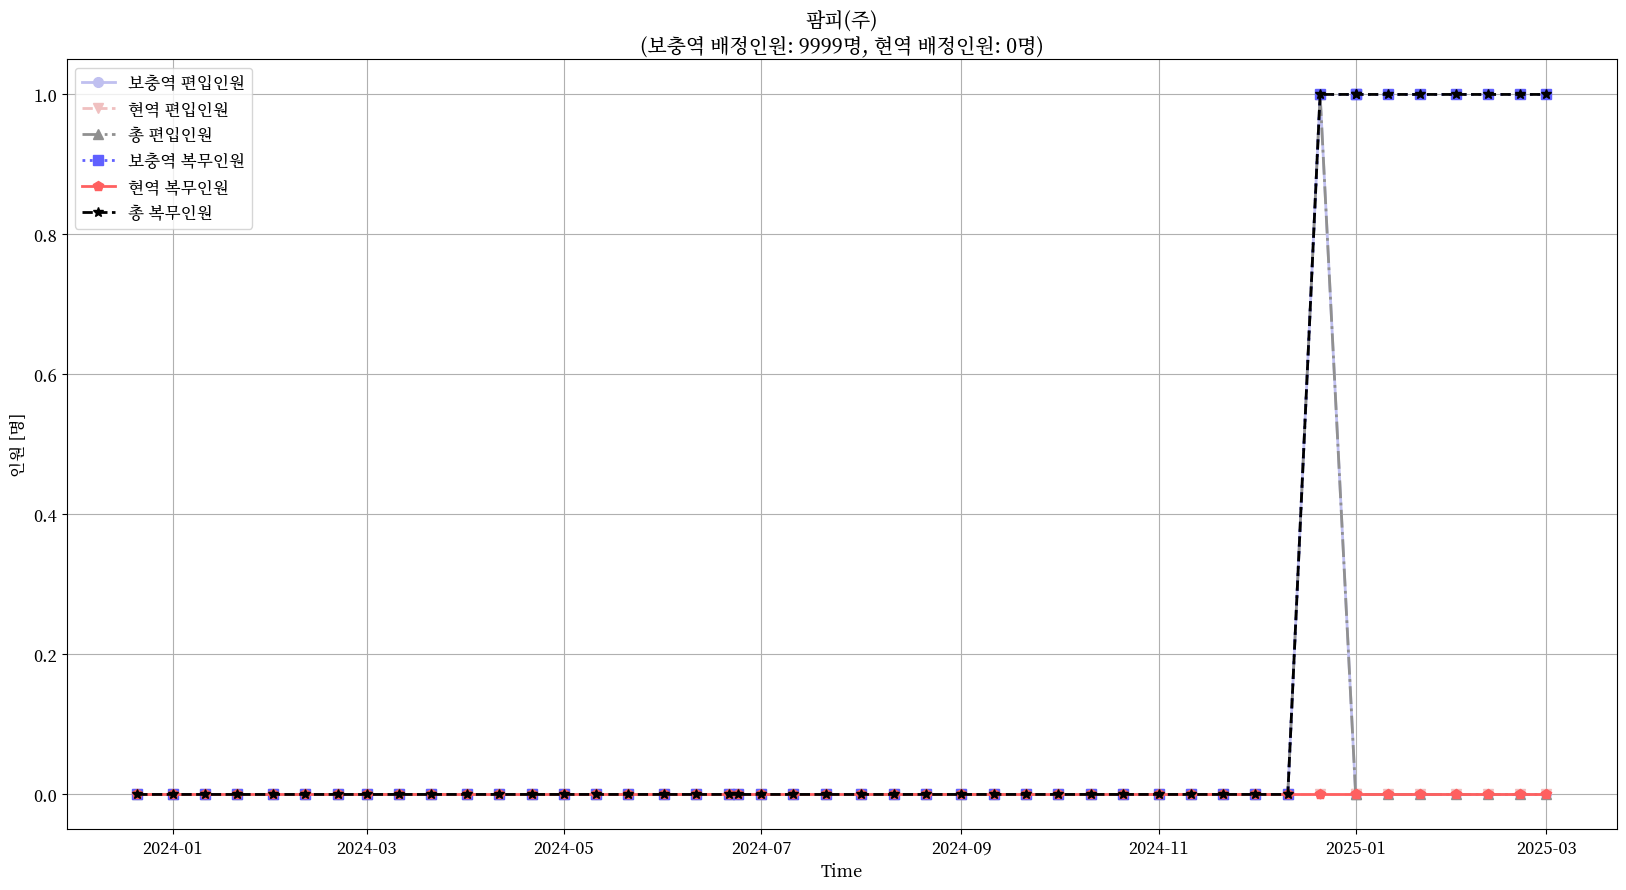 팜피(주)
(보충역 배정인원: 9999명, 현역 배정인원: 0명)
보충역 편입인원
현역 편입인원
총 편입인원
보충역 복무인원
현역 복무인원
총 복무인원
인원 [명]
1.0
0.8
0.6
0.4
0.2
0.0
2024-01
2024-03
2024-05
2024-07
2024-09
2024-11
2025-01
2025-03
Time